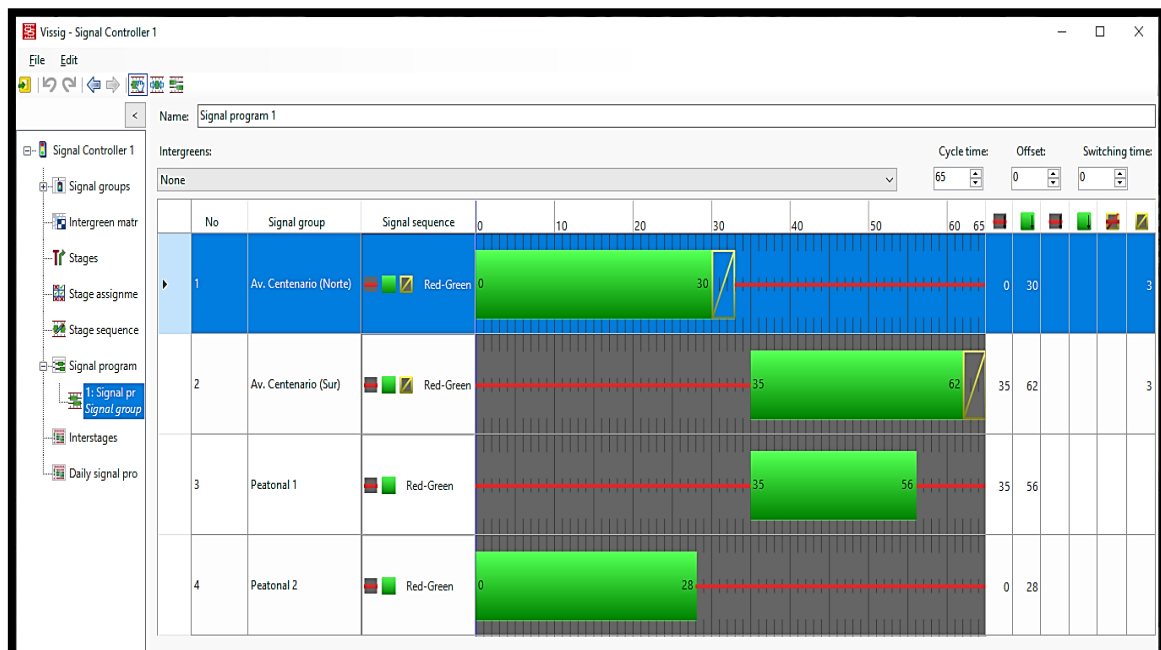 Vissig - Signal Controller 1
File Edit
<
Name: Signal program 1
Intergreens: Cycle time: Offset: Switching time:
None 65 0 0
Signal Controller 1
Signal groups
Intergreen matr
Stages
Stage assignme
Stage sequence
Signal program
1: Signal pr
Signal group
Interstages
Daily signal pro
No Signal group Signal sequence 0 10 20 30 40 50 60 65
1 Av. Centenario (Norte) Red-Green 0 30 0 30 3
2 Av. Centenario (Sur) Red-Green 35 62 35 62 3
3 Peatonal 1 Red-Green 35 56 35 56
4 Peatonal 2 Red-Green 0 28 0 28